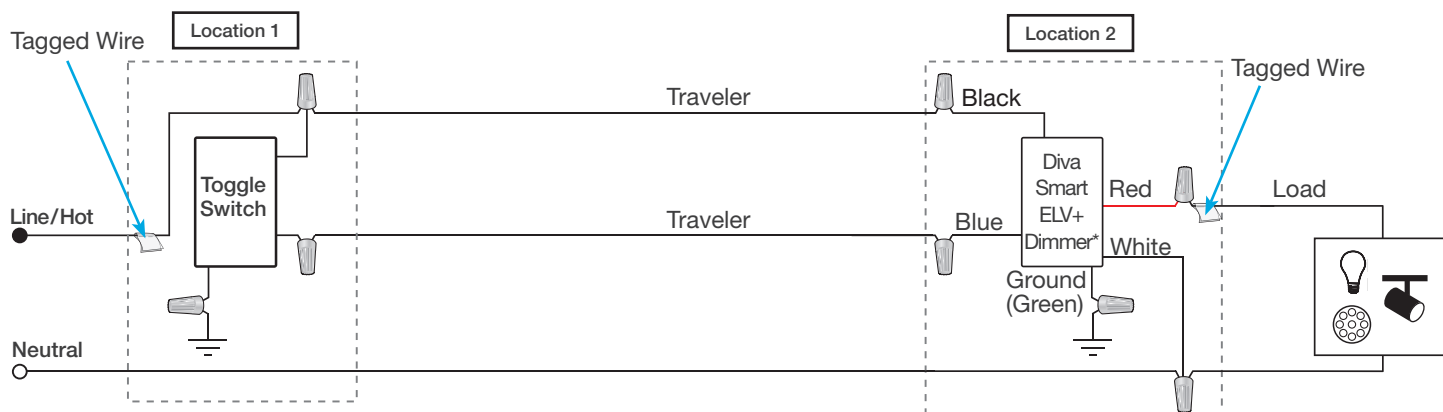 Location 1
Location 2
Tagged Wire
Tagged Wire
Traveler
Black
Toggle
Switch
Diva
Smart
ELV+
Dimmer*
Red
Load
Line/Hot
Traveler
Blue
White
Ground
(Green)
Neutral